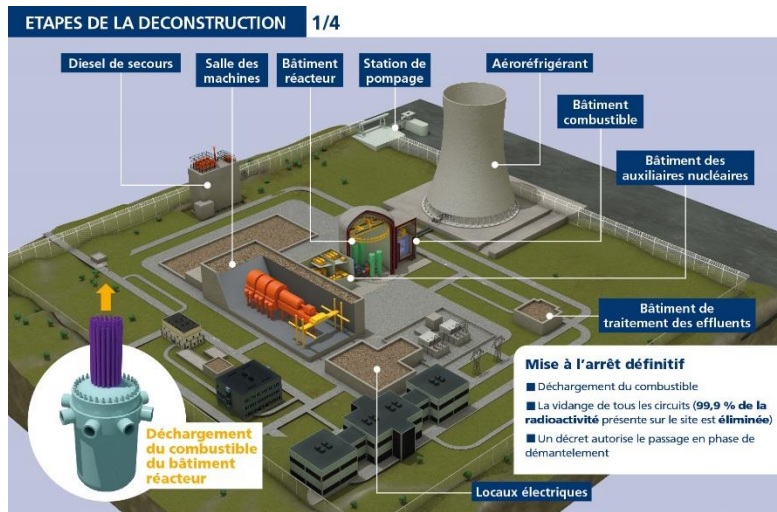 ETAPES DE LA DECONSTRUCTION 1/4
Diesel de secours
Salle des
machines
Bâtiment
réacteur
Station de
pompage
Aéroréfrigérant
Bâtiment
combustible
Bâtiment des
auxiliaires nucléaires
Bâtiment de
traitement des effluents
Mise à l'arrêt définitif
Déchargement du combustible
La vidange de tous les circuits (99,9 % de la
radioactivité présente sur le site est éliminée)
Un décret autorise le passage en phase de
démantelement
Déchargement
du combustible
du bâtiment
réacteur
Locaux électriques